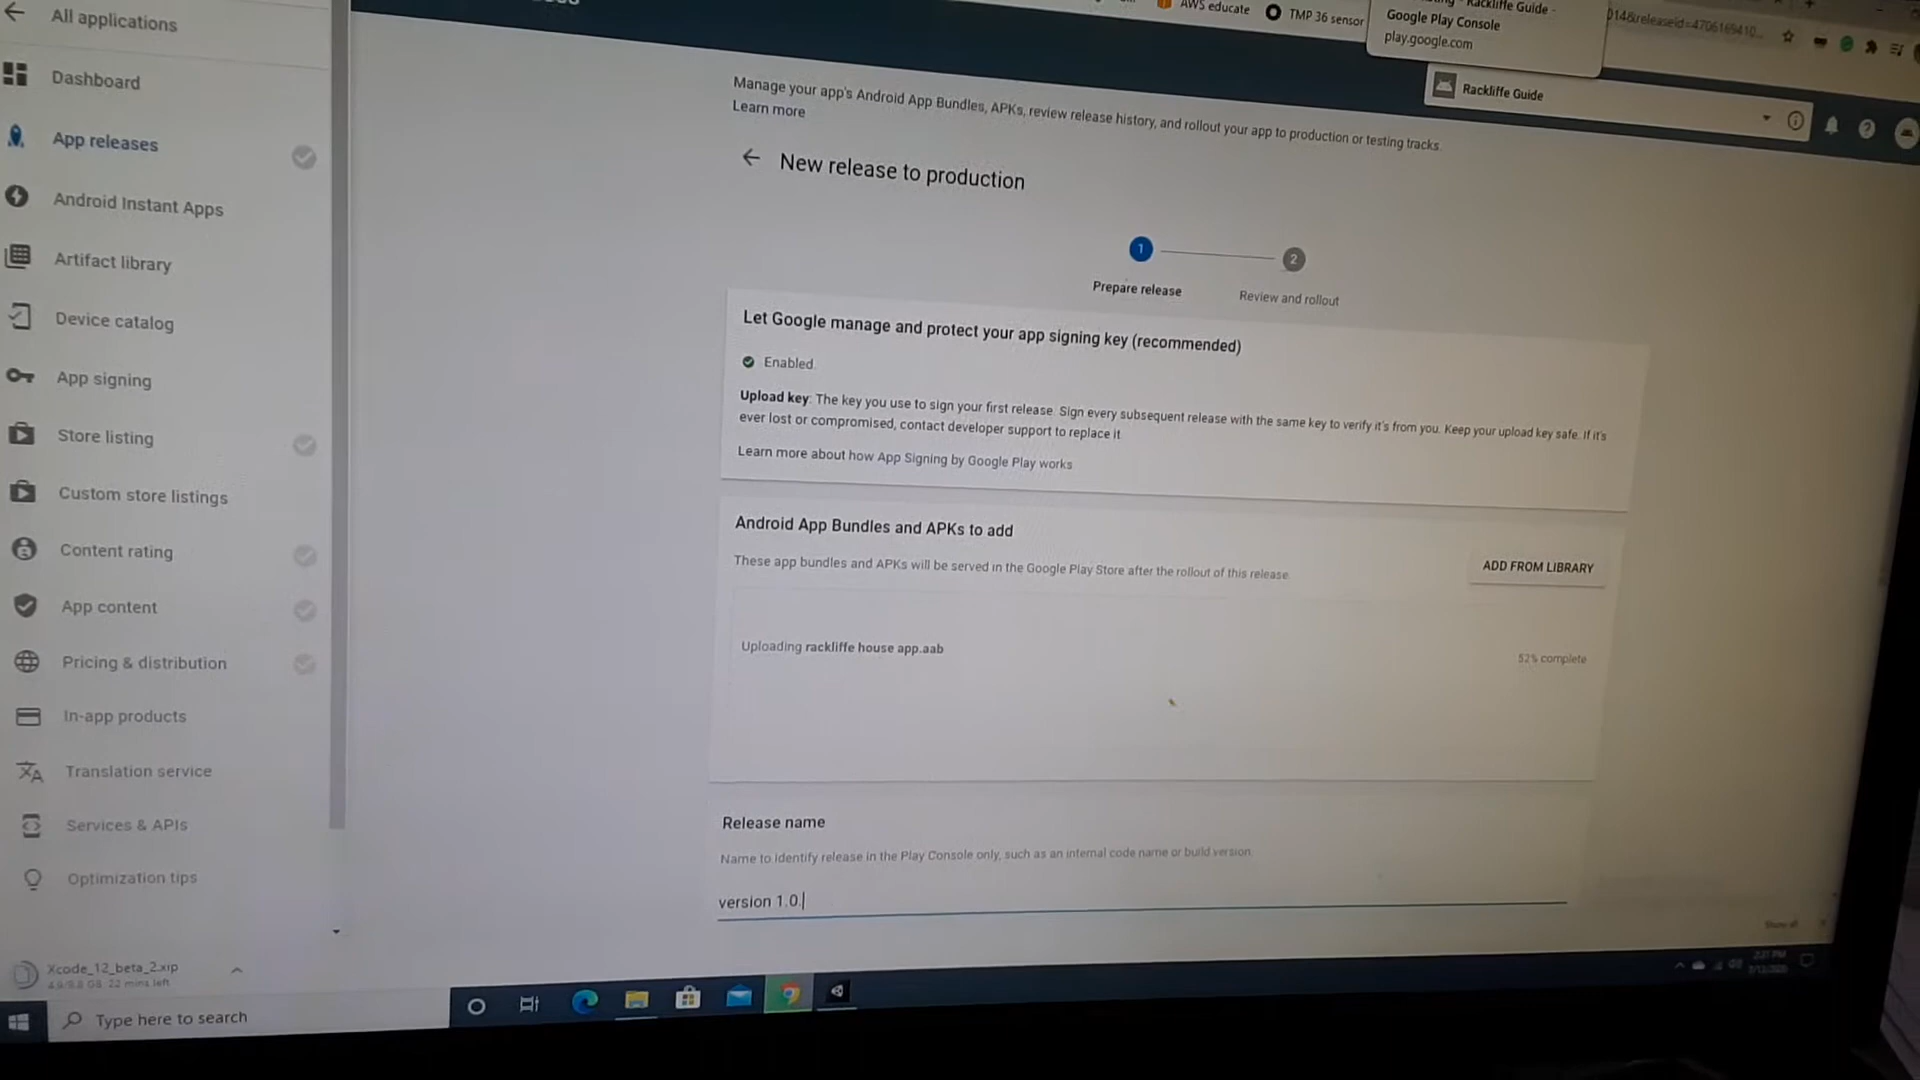 All applications
Dashboard
App releases
Android Instant Apps
Artifact library
Device catalog
App signing
Store listing
Custom store listings
Content rating
App content
Pricing & distribution
In-app products
Translation service
Services & APIs
Optimization tips
AWS educate
TMP 36 sensor
Rackliffe Guide -
Google Play Console
play.google.com
Rackliffe Guide
Manage your app's Android App Bundles, APKs, review release history, and rollout your app to production or testing tracks.
Learn more
New release to production
1
2
Prepare release
Review and rollout
Let Google manage and protect your app signing key (recommended)
Enabled.
Upload key: The key you use to sign your first release. Sign every subsequent release with the same key to verify it's from you. Keep your upload key safe. If it's
ever lost or compromised, contact developer support to replace it
Learn more about how App Signing by Google Play works
Android App Bundles and APKs to add
These app bundles and APKs will be served in the Google Play Store after the rollout of this release.
ADD FROM LIBRARY
Uploading rackliffe house app.aab
52% complete
Release name
Name to identify release in the Play Console only, such as an internal code name or build version.
version 1.0.
Xcode_12_beta_2.xip
22 mins left
Type here to search
Show all